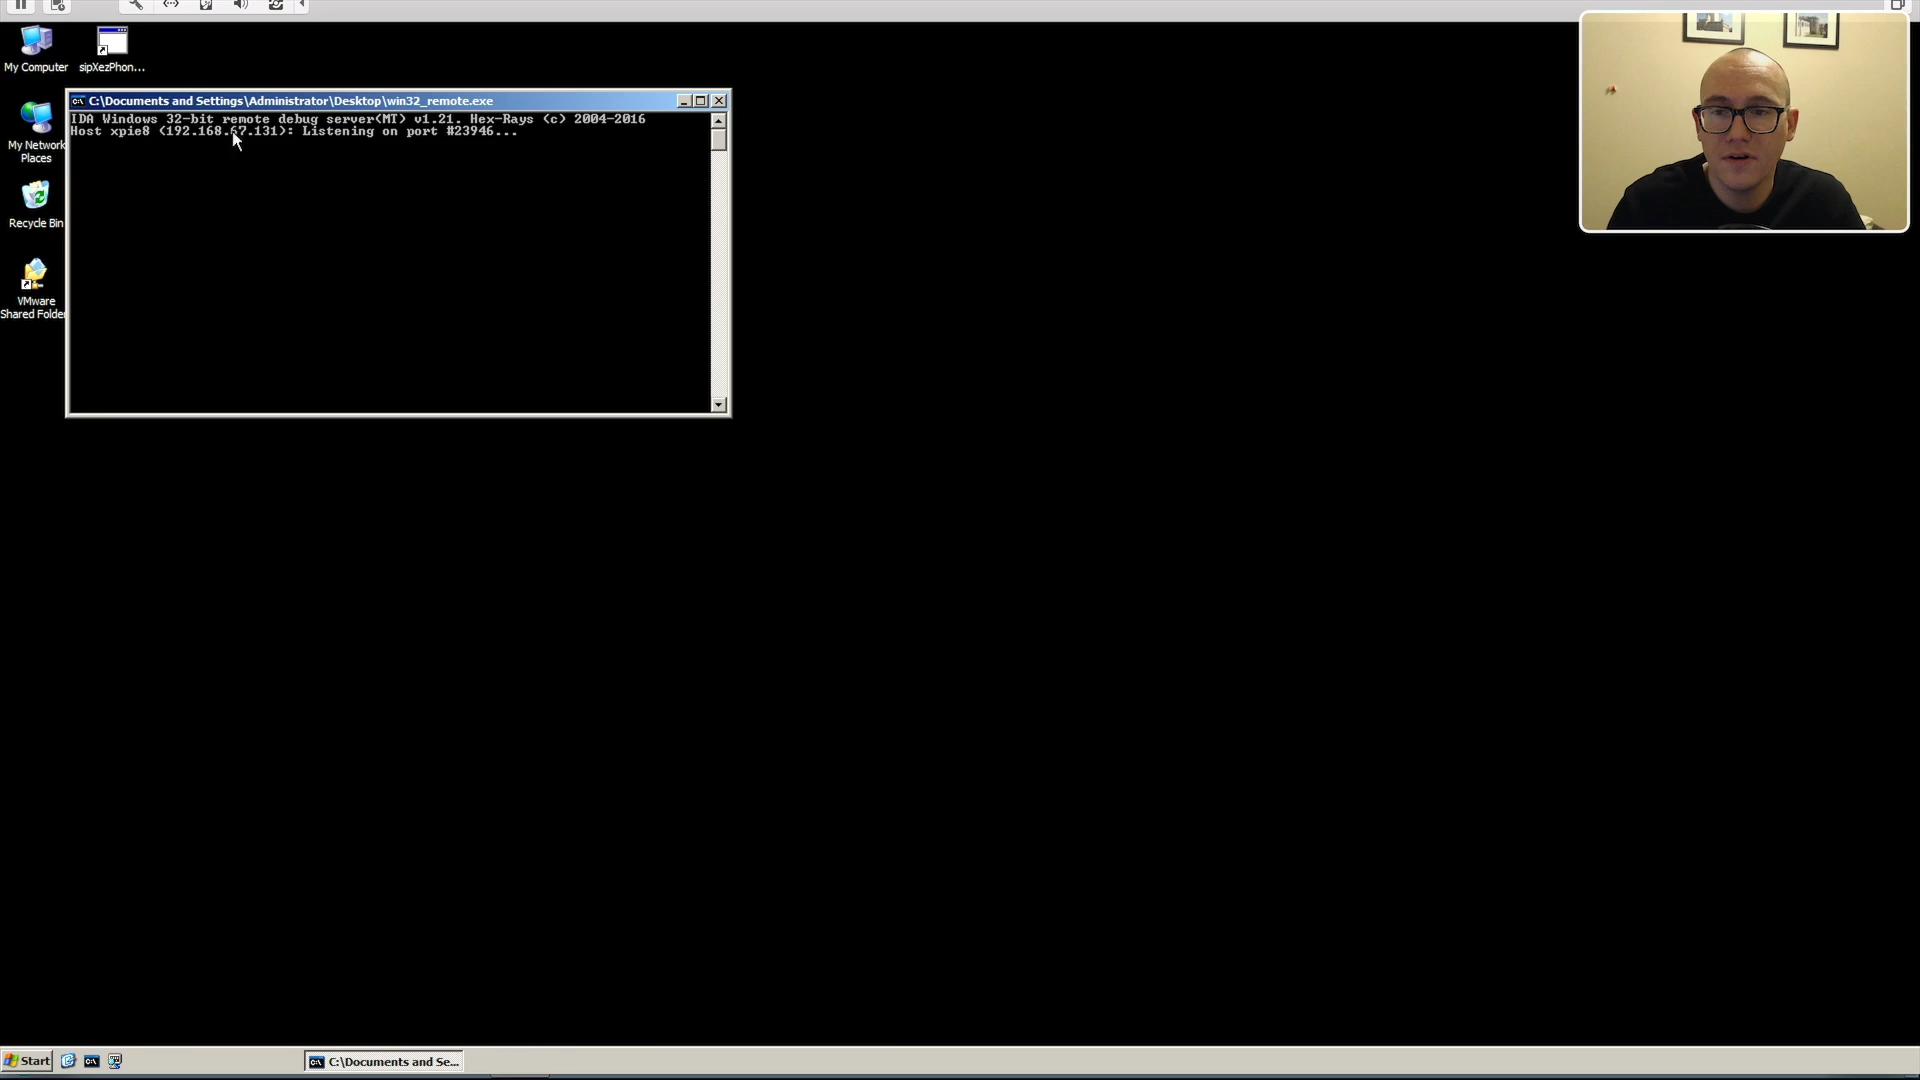 My Computer
sipXezPhon...
My Network
Places
Recycle Bin
VMware
Shared Folder
C:\Documents and Settings\Administrator\Desktop\win32_remote.exe
IDA Windows 32-bit remote debug server(MT) v1.21. Hex-Rays (c) 2004-2016
Host xpie8 (192.168.67.131): Listening on port #23946...
Start
C:\Documents and Se...